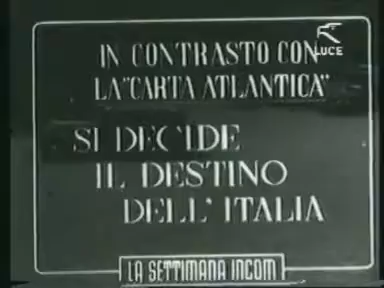 LUCE
IN CONTRASTO CON
LA "CARTA ATLANTICA"
SI DECIDE
IL DESTINO
DELL' ITALIA
LA SETTIMANA INCOM